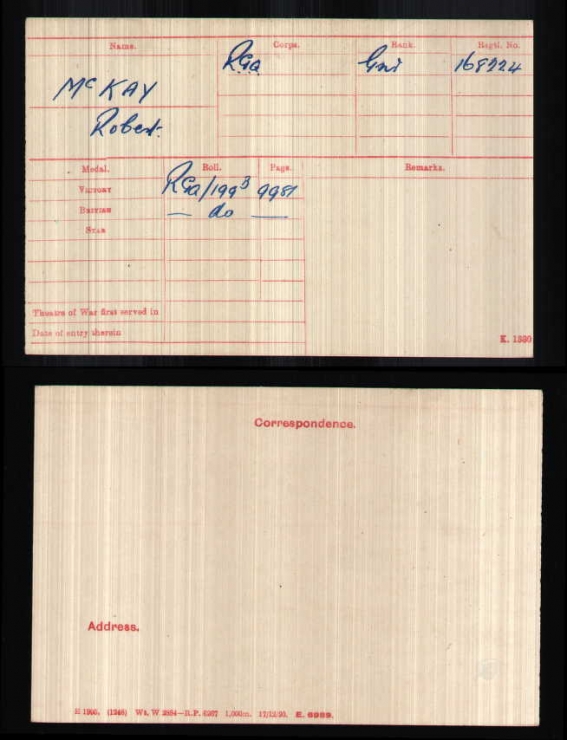 Name. Corps. Rank. Regtl. No.
RGA Gnr 168224
McKAY
Robert.
Medal. Roll. Page. Remarks.
VICTORY RGA/199B 9981
BRITISH — do —
STAR
Theatre of War first served in
Date of entry therein
K. 1380
Correspondence.
Address.